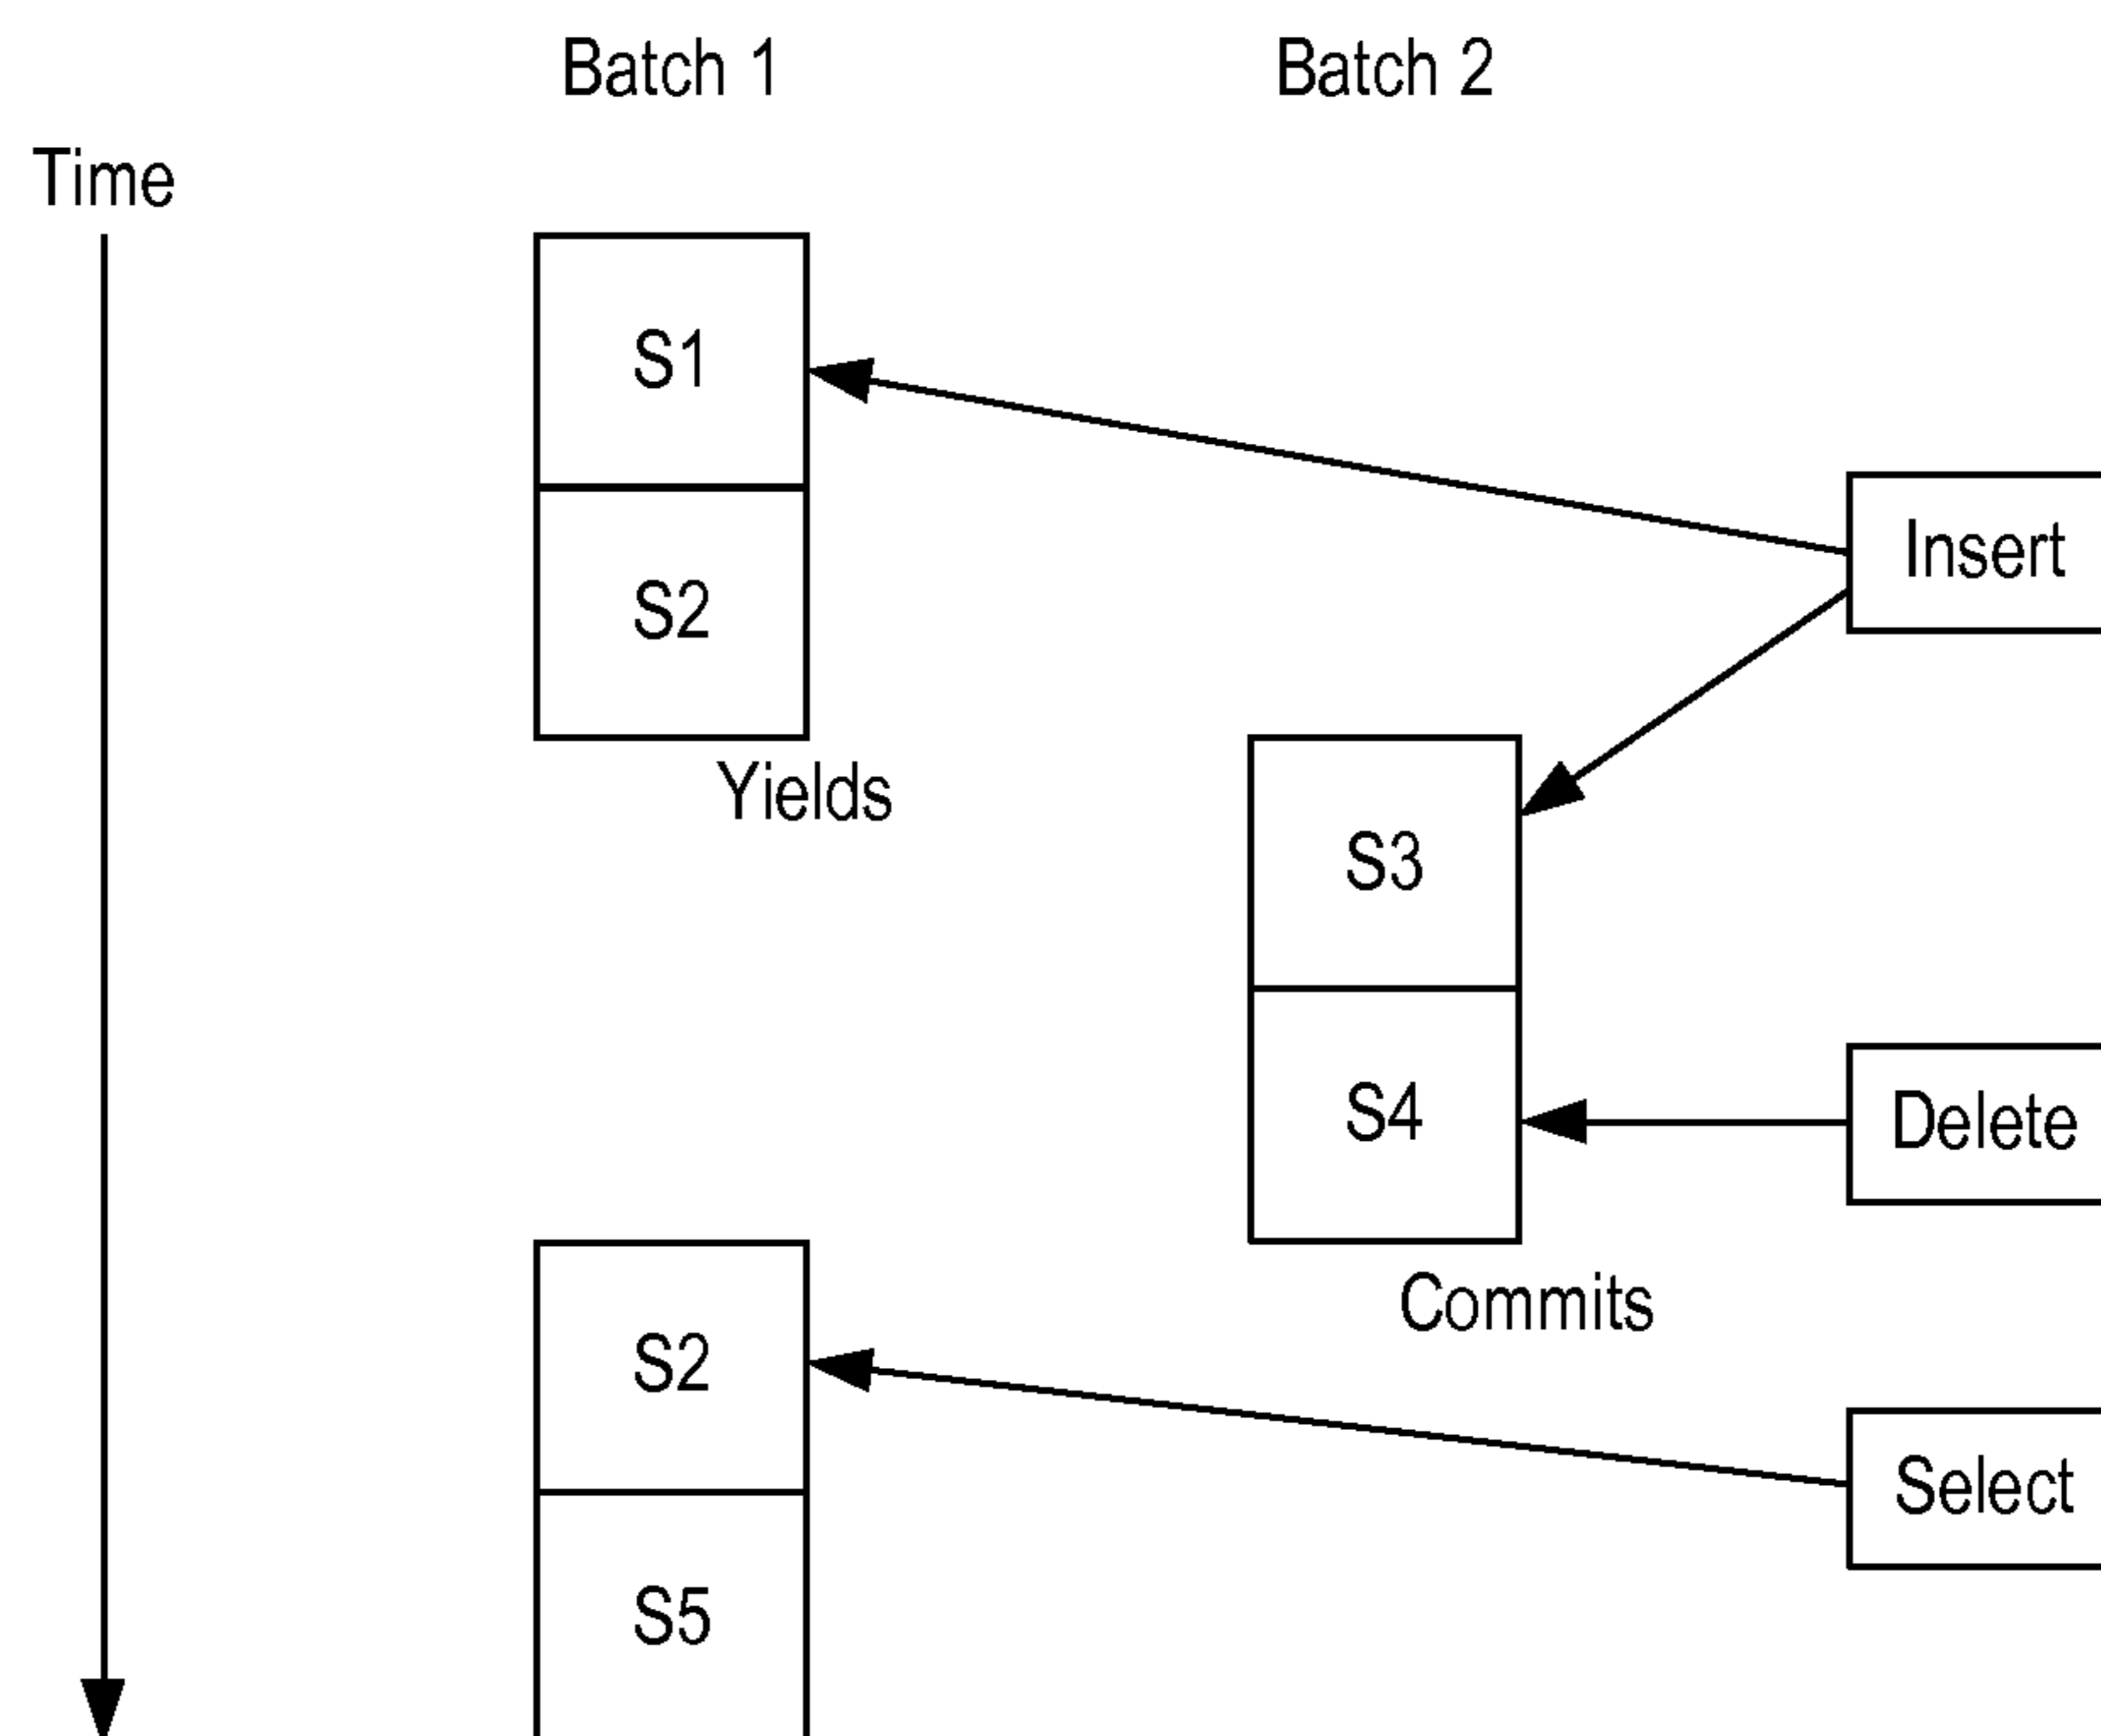 Batch 1 Batch 2
Time
S1
Insert
S2
Yields
S3
S4
Delete
Commits
S2
Select
S5